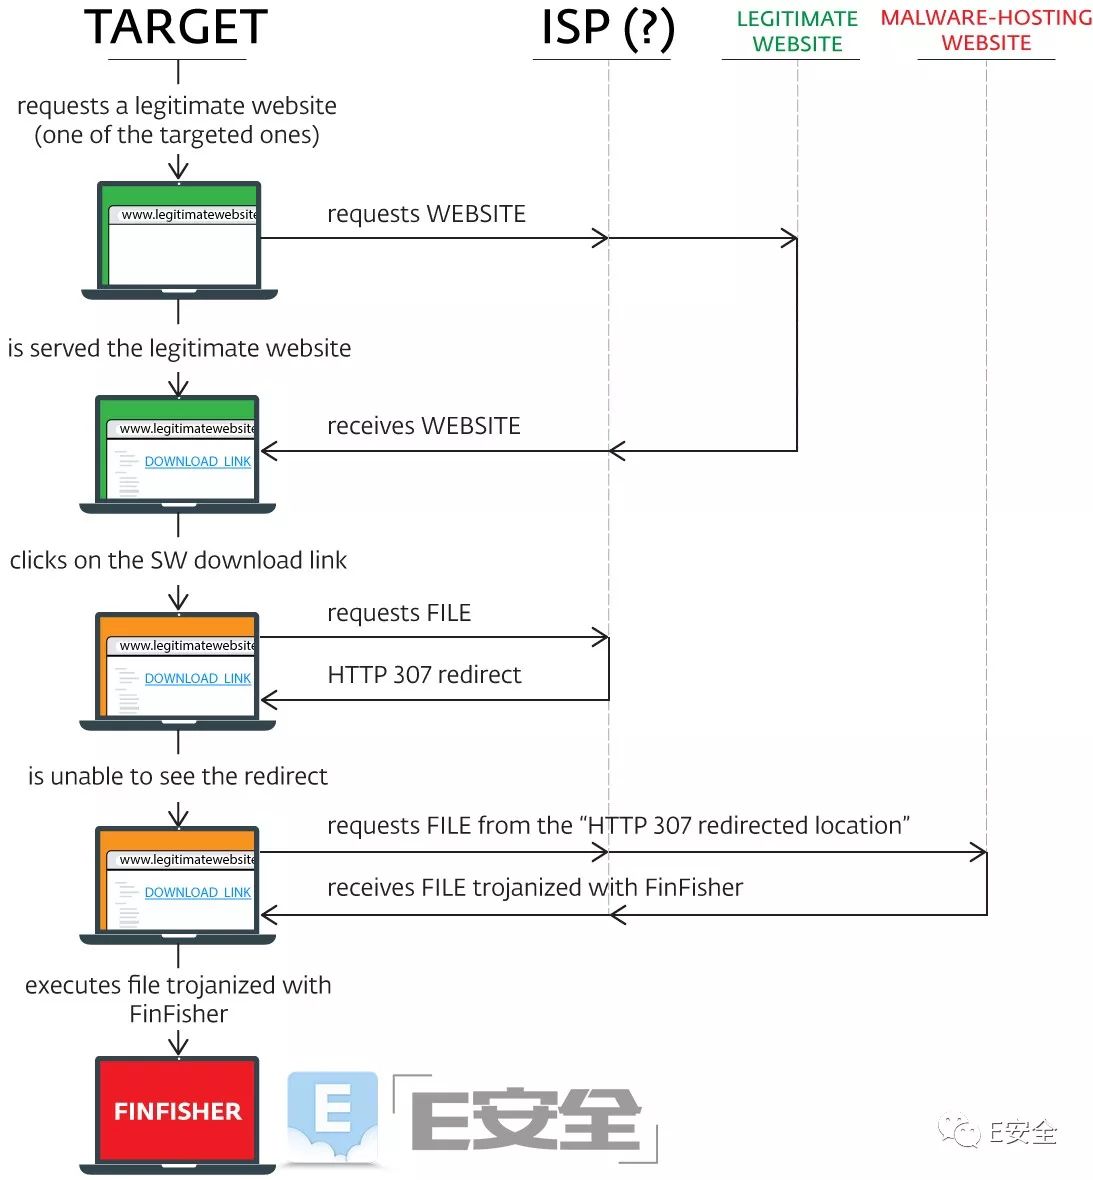 TARGET
ISP (?)
LEGITIMATE
WEBSITE
MALWARE-HOSTING
WEBSITE
requests a legitimate website
(one of the targeted ones)
www.legitimatewebsite
requests WEBSITE
is served the legitimate website
www.legitimatewebsite
DOWNLOAD LINK
receives WEBSITE
clicks on the SW download link
www.legitimatewebsite
DOWNLOAD LINK
requests FILE
HTTP 307 redirect
is unable to see the redirect
www.legitimatewebsite
DOWNLOAD LINK
requests FILE from the “HTTP 307 redirected location”
receives FILE trojanized with FinFisher
executes file trojanized with
FinFisher
FINFISHER
E
E安全
E安全